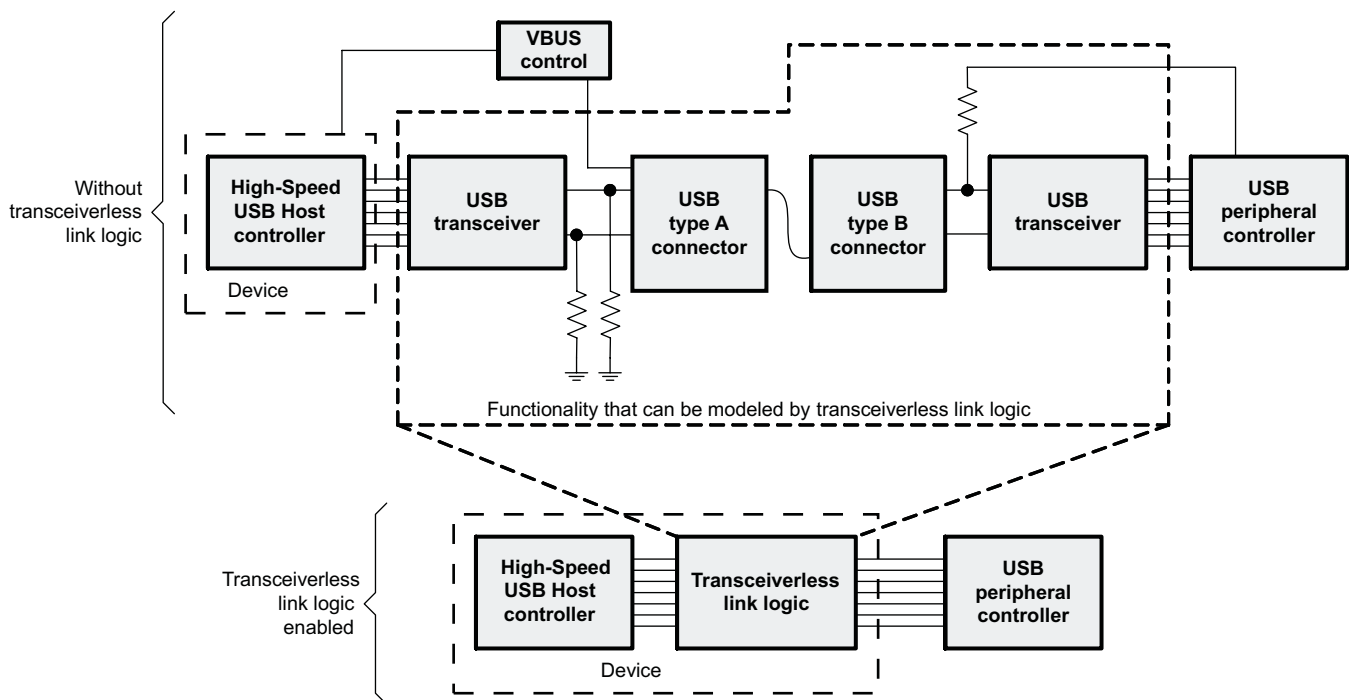 VBUS
control
Without
transceiverless
link logic
High-Speed
USB Host
controller
Device
USB
transceiver
USB
type A
connector
USB
type B
connector
USB
transceiver
USB
peripheral
controller
Functionality that can be modeled by transceiverless link logic
Transceiverless
link logic
enabled
High-Speed
USB Host
controller
Transceiverless
link logic
Device
USB
peripheral
controller